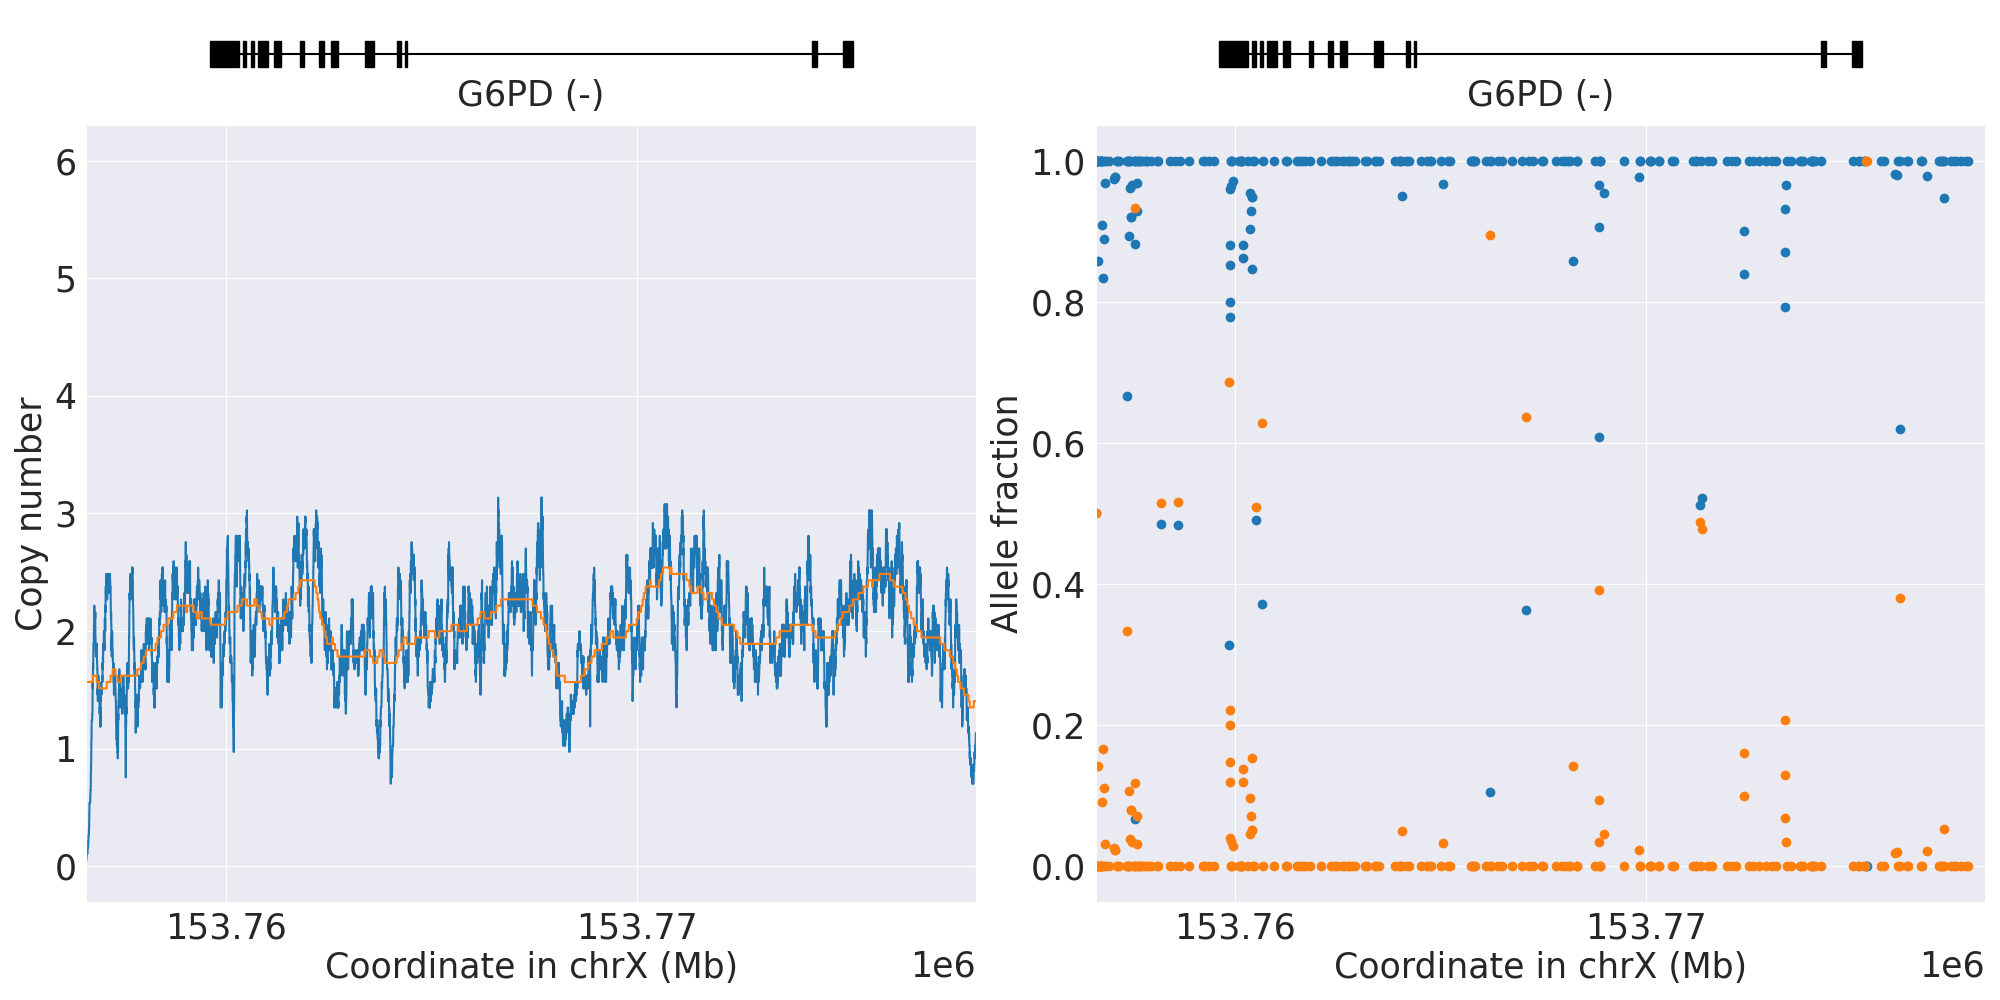 G6PD (-)
G6PD (-)
Copy number
6
5
4
3
2
1
0
153.76
153.77
Coordinate in chrX (Mb)
1e6
Allele fraction
1.0
0.8
0.6
0.4
0.2
0.0
153.76
153.77
Coordinate in chrX (Mb)
1e6